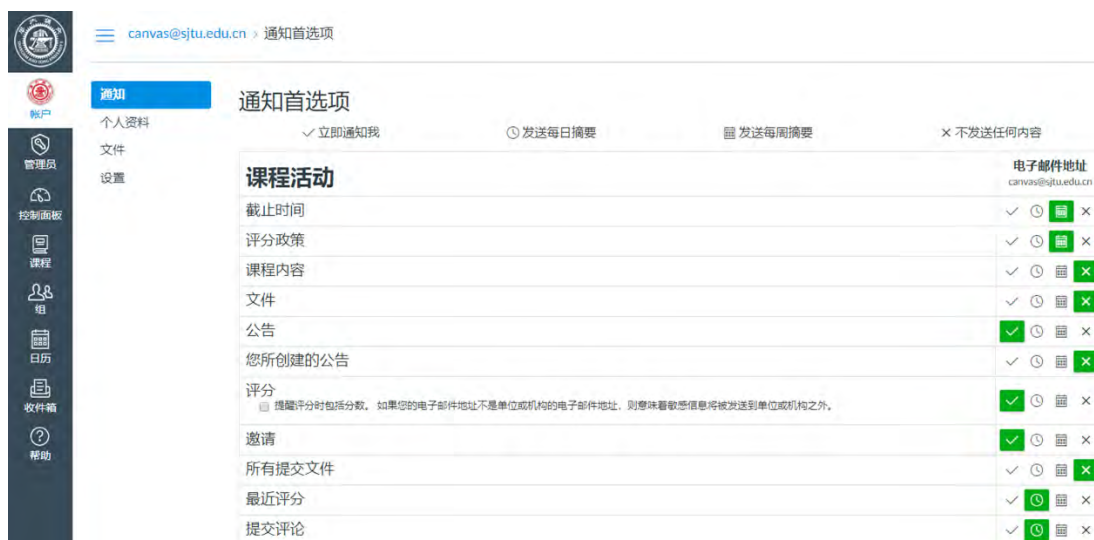 canvas@sjtu.edu.cn › 通知首选项
帐户
管理员
控制面板
课程
组
日历
收件箱
帮助
通知
个人资料
文件
设置
通知首选项
立即通知我
发送每日摘要
发送每周摘要
不发送任何内容
课程活动
电子邮件地址
canvas@sjtu.edu.cn
截止时间
评分政策
课程内容
文件
公告
您所创建的公告
评分
提醒评分时包括分数。 如果您的电子邮件地址不是单位或机构的电子邮件地址，则意味着敏感信息将被发送到单位或机构之外。
邀请
所有提交文件
最近评分
提交评论